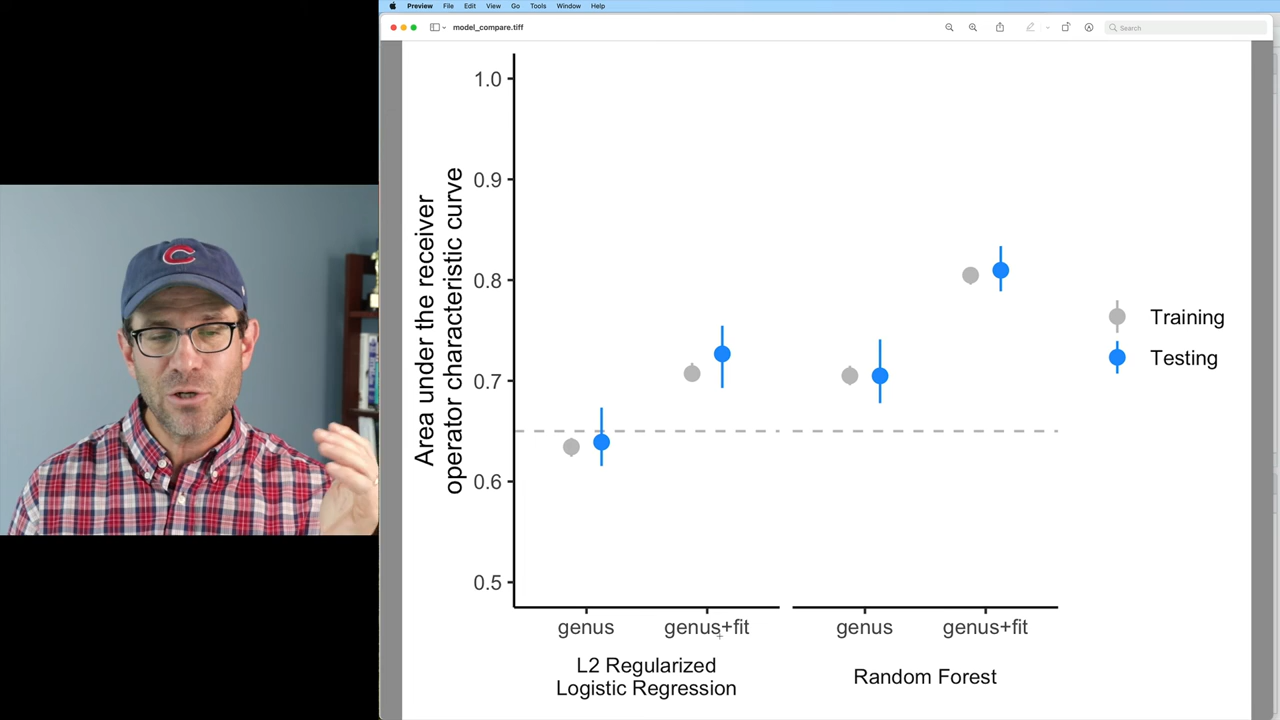 Preview File Edit View Go Tools Window Help
model_compare.tiff
Search
C
1.0
0.9
0.8
0.7
0.6
0.5
Area under the receiver
operator characteristic curve
Training
Testing
genus genus+fit genus genus+fit
L2 Regularized
Logistic Regression
Random Forest